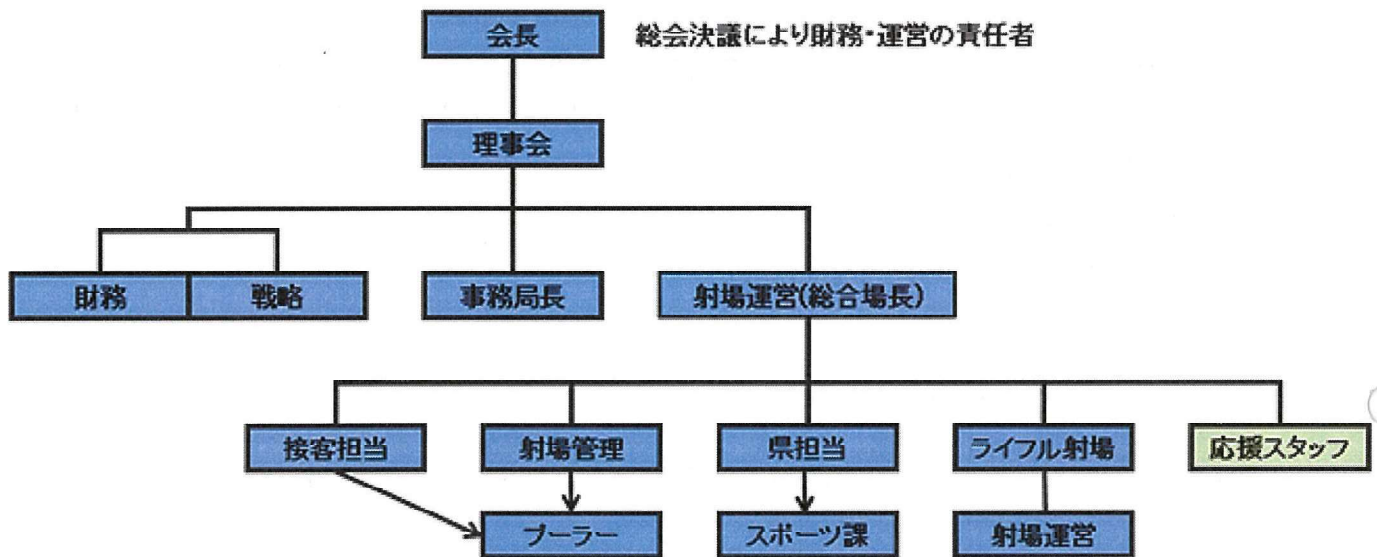 会長
総会決議により財務・運営の責任者
理事会
財務
戦略
事務局長
射場運営(総合場長)
接客担当
射場管理
県担当
ライフル射場
応援スタッフ
プーラー
スポーツ課
射場運営